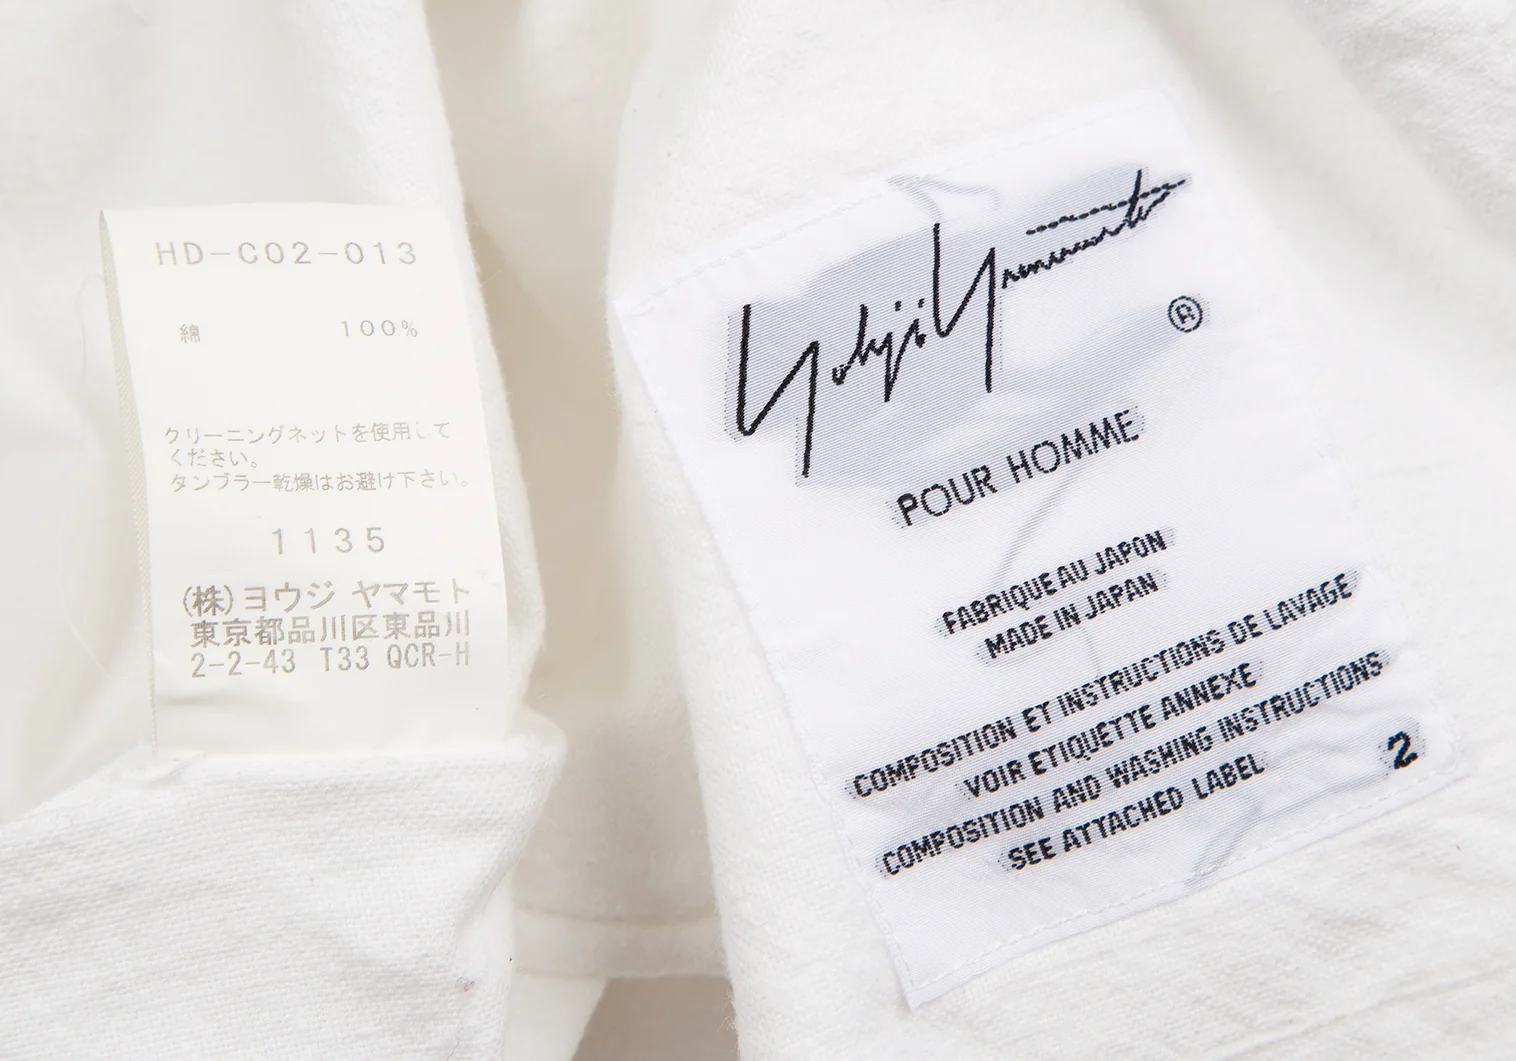 HD-C02-013
綿 100%
クリーニングネットを使用して
ください。
タンブラー乾燥はお避け下さい。
1135
(株)ヨウジ ヤマモト
東京都品川区東品川
2-2-43 T33 QCR-H
Yohji Yamamoto
®
POUR HOMME
FABRIQUE AU JAPON
MADE IN JAPAN
COMPOSITION ET INSTRUCTIONS DE LAVAGE
VOIR ETIQUETTE ANNEXE
COMPOSITION AND WASHING INSTRUCTIONS
SEE ATTACHED LABEL
2